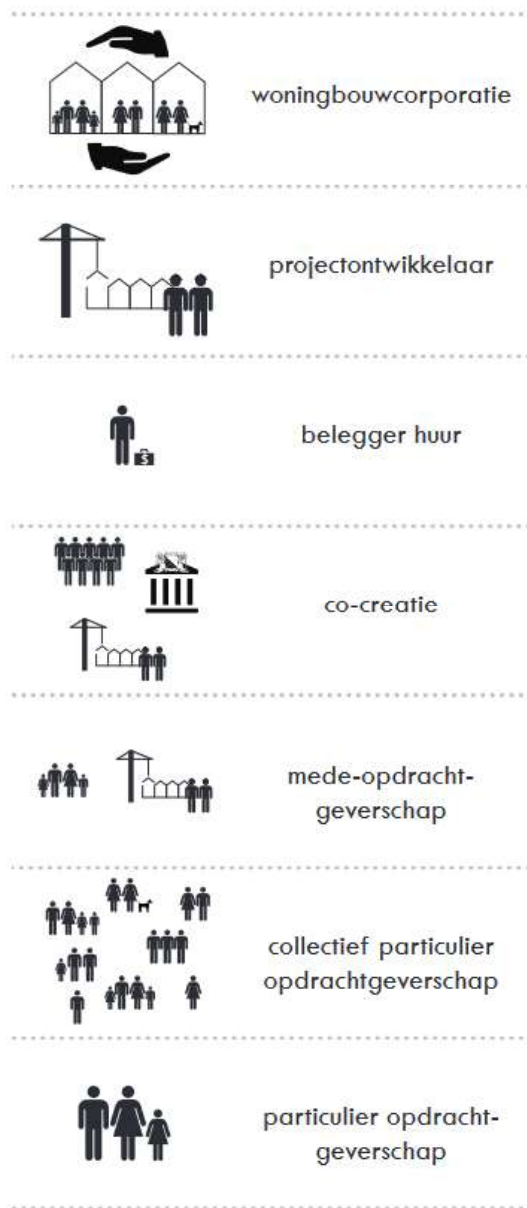 woningbouwcorporatie
projectontwikkelaar
$
belegger huur
co-creatie
mede-opdracht-
geverschap
collectief particulier
opdrachtgeverschap
particulier opdracht-
geverschap